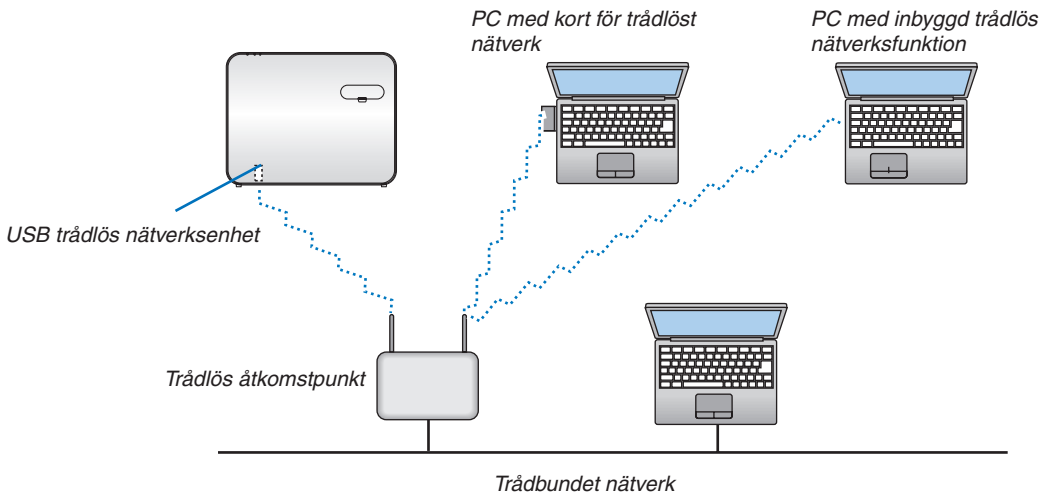 PC med kort för trådlöst
nätverk
PC med inbyggd trådlös
nätverksfunktion
USB trådlös nätverksenhet
Trådlös åtkomstpunkt
Trådbundet nätverk